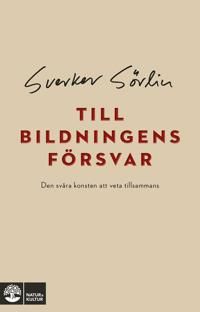 Sverker Sörlin
TILL
BILDNINGENS
FÖRSVAR
Den svåra konsten att veta tillsammans
NATUR &
KULTUR